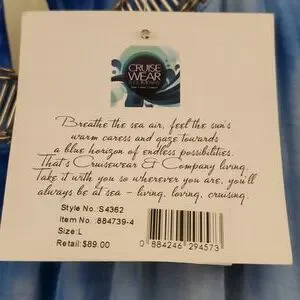 CRUISE
WEAR
Breathe the sea air, feel the sun's
warm caress and gaze towards
a blue horizon of endless possibilities.
That's Cruisewear & Company living.
Take it with you so wherever you are, you'll
always be at sea – living, loving, cruising.
Style No.:S4362
Item No. :884739-4
Size:L
Retail:$89.00
0 884246 294573